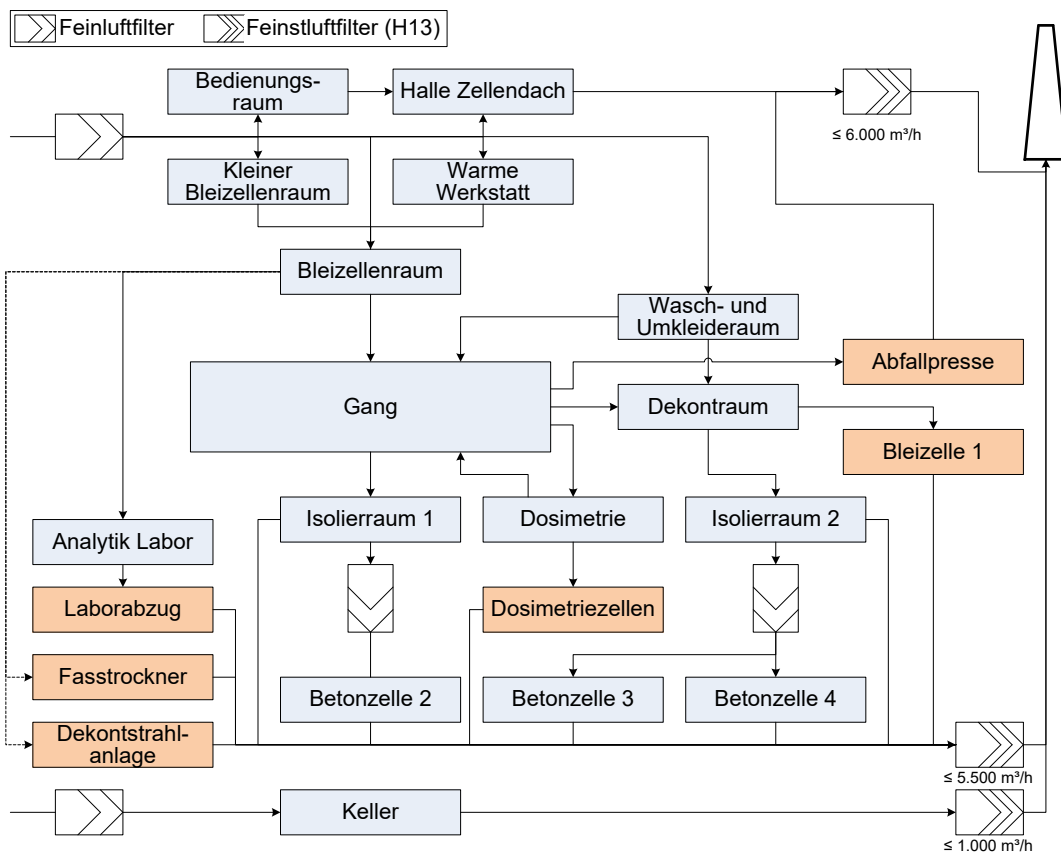 Feinluftfilter
Feinstluftfilter (H13)
Bedienungs-
raum
Halle Zellendach
≤ 6.000 m³/h
Kleiner
Bleizellenraum
Warme
Werkstatt
Bleizellenraum
Wasch- und
Umkleideraum
Abfallpresse
Gang
Dekontraum
Bleizelle 1
Isolierraum 1
Dosimetrie
Isolierraum 2
Analytik Labor
Laborabzug
Dosimetriezellen
Fasstrockner
Betonzelle 2
Betonzelle 3
Betonzelle 4
Dekontstrahl-
anlage
≤ 5.500 m³/h
Keller
≤ 1.000 m³/h